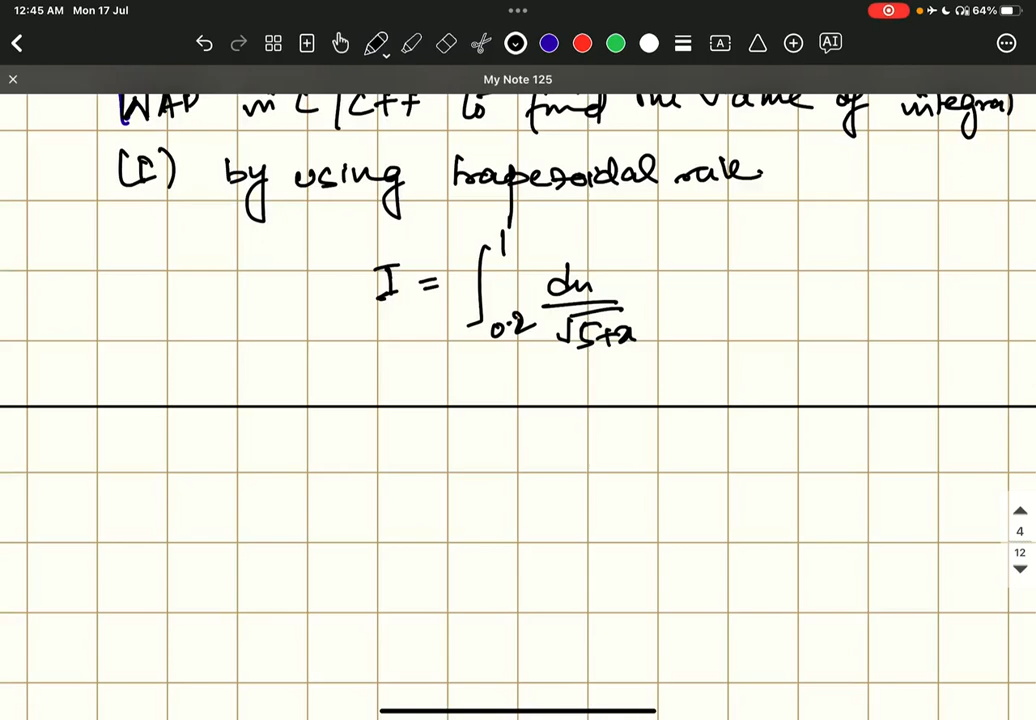 12:45 AM Mon 17 Jul 64%
A AI
My Note 125
WAP in C/C++ to find the value of integral
(I) by using trapezoidal rule.
I = ∫_{0.2}^{1} dx / √5+x
4
12